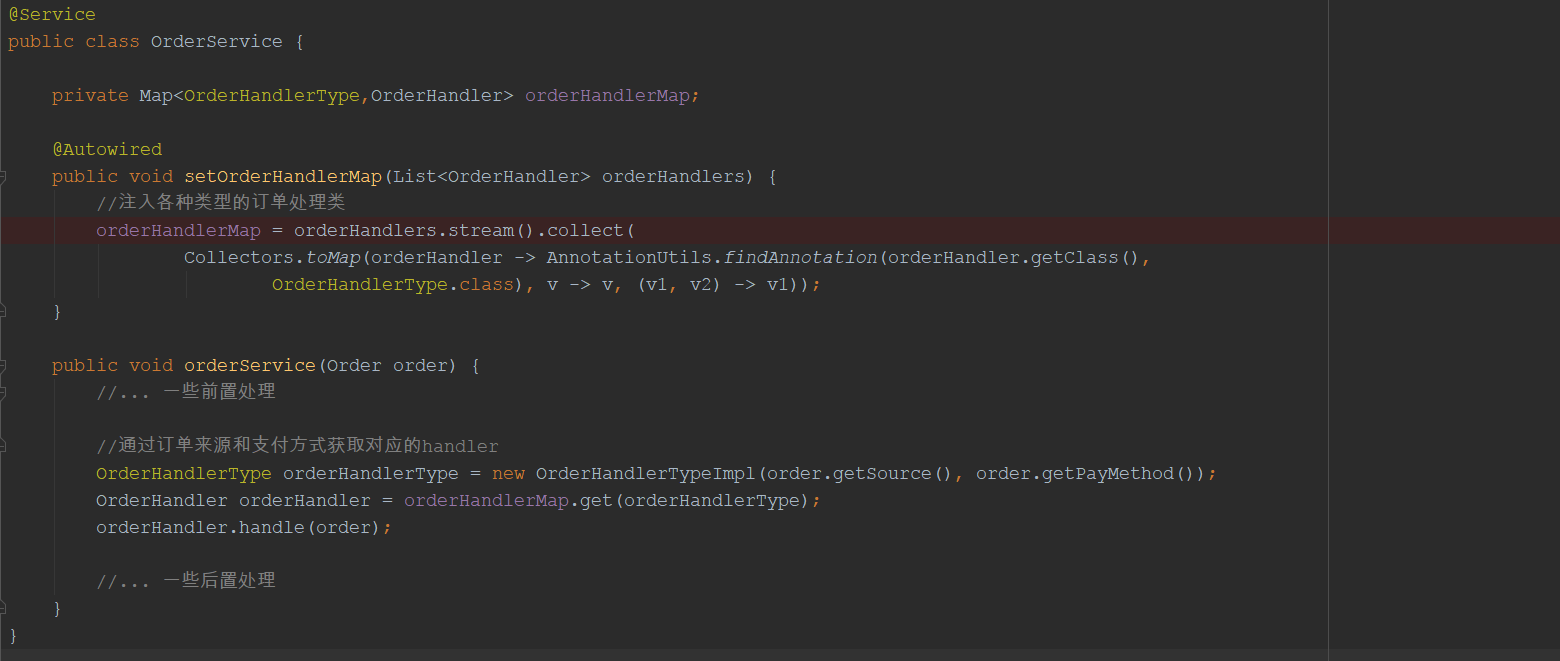 @Service
public class OrderService {
private Map<OrderHandlerType,OrderHandler> orderHandlerMap;
@Autowired
public void setOrderHandlerMap(List<OrderHandler> orderHandlers) {
//注入各种类型的订单处理类
orderHandlerMap = orderHandlers.stream().collect(
Collectors.toMap(orderHandler -> AnnotationUtils.findAnnotation(orderHandler.getClass(),
OrderHandlerType.class), v -> v, (v1, v2) -> v1));
}
public void orderService(Order order) {
//... 一些前置处理
//通过订单来源和支付方式获取对应的handler
OrderHandlerType orderHandlerType = new OrderHandlerTypeImpl(order.getSource(), order.getPayMethod());
OrderHandler orderHandler = orderHandlerMap.get(orderHandlerType);
orderHandler.handle(order);
//... 一些后置处理
}
}